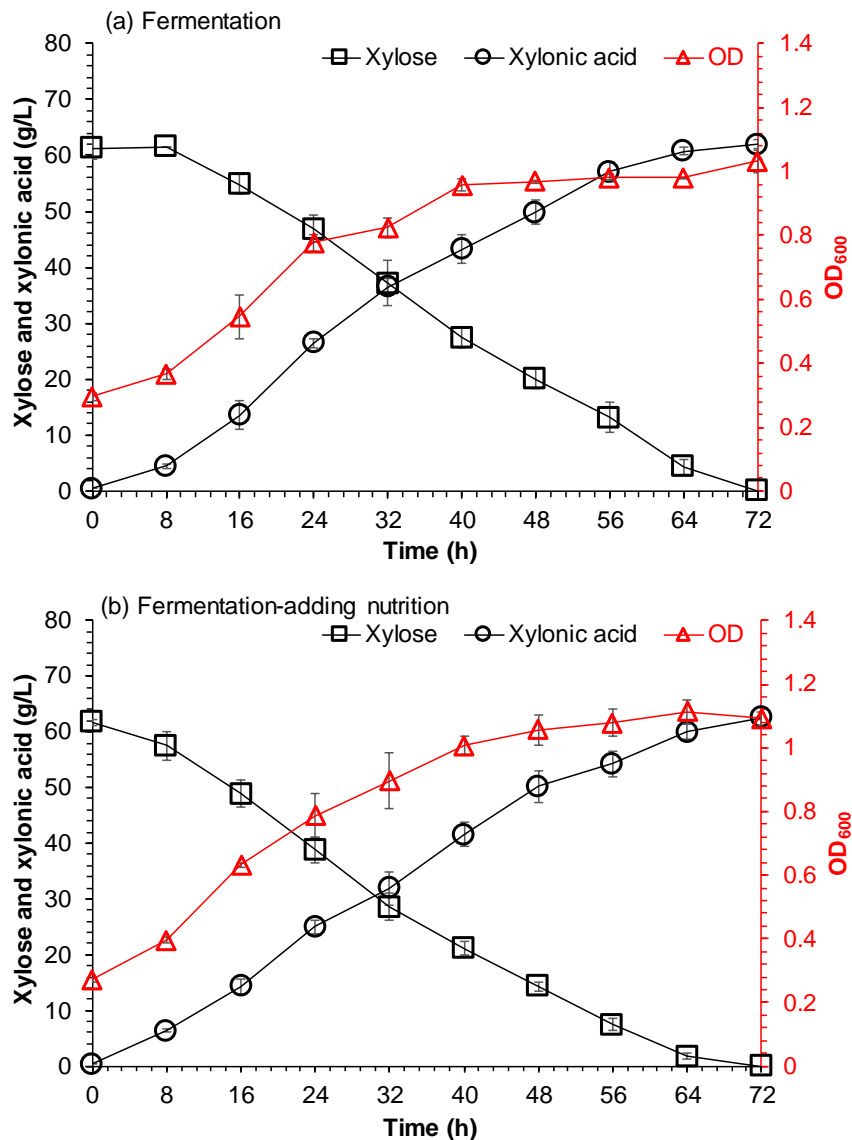 (a) Fermentation
Xylose Xylonic acid OD
Xylose and xylonic acid (g/L)
80
70
60
50
40
30
20
10
0
1.4
1.2
1
0.8
0.6
0.4
0.2
0
OD600
0 8 16 24 32 40 48 56 64 72
Time (h)
(b) Fermentation-adding nutrition
Xylose Xylonic acid OD
Xylose and xylonic acid (g/L)
80
70
60
50
40
30
20
10
0
1.4
1.2
1
0.8
0.6
0.4
0.2
0
OD600
0 8 16 24 32 40 48 56 64 72
Time (h)